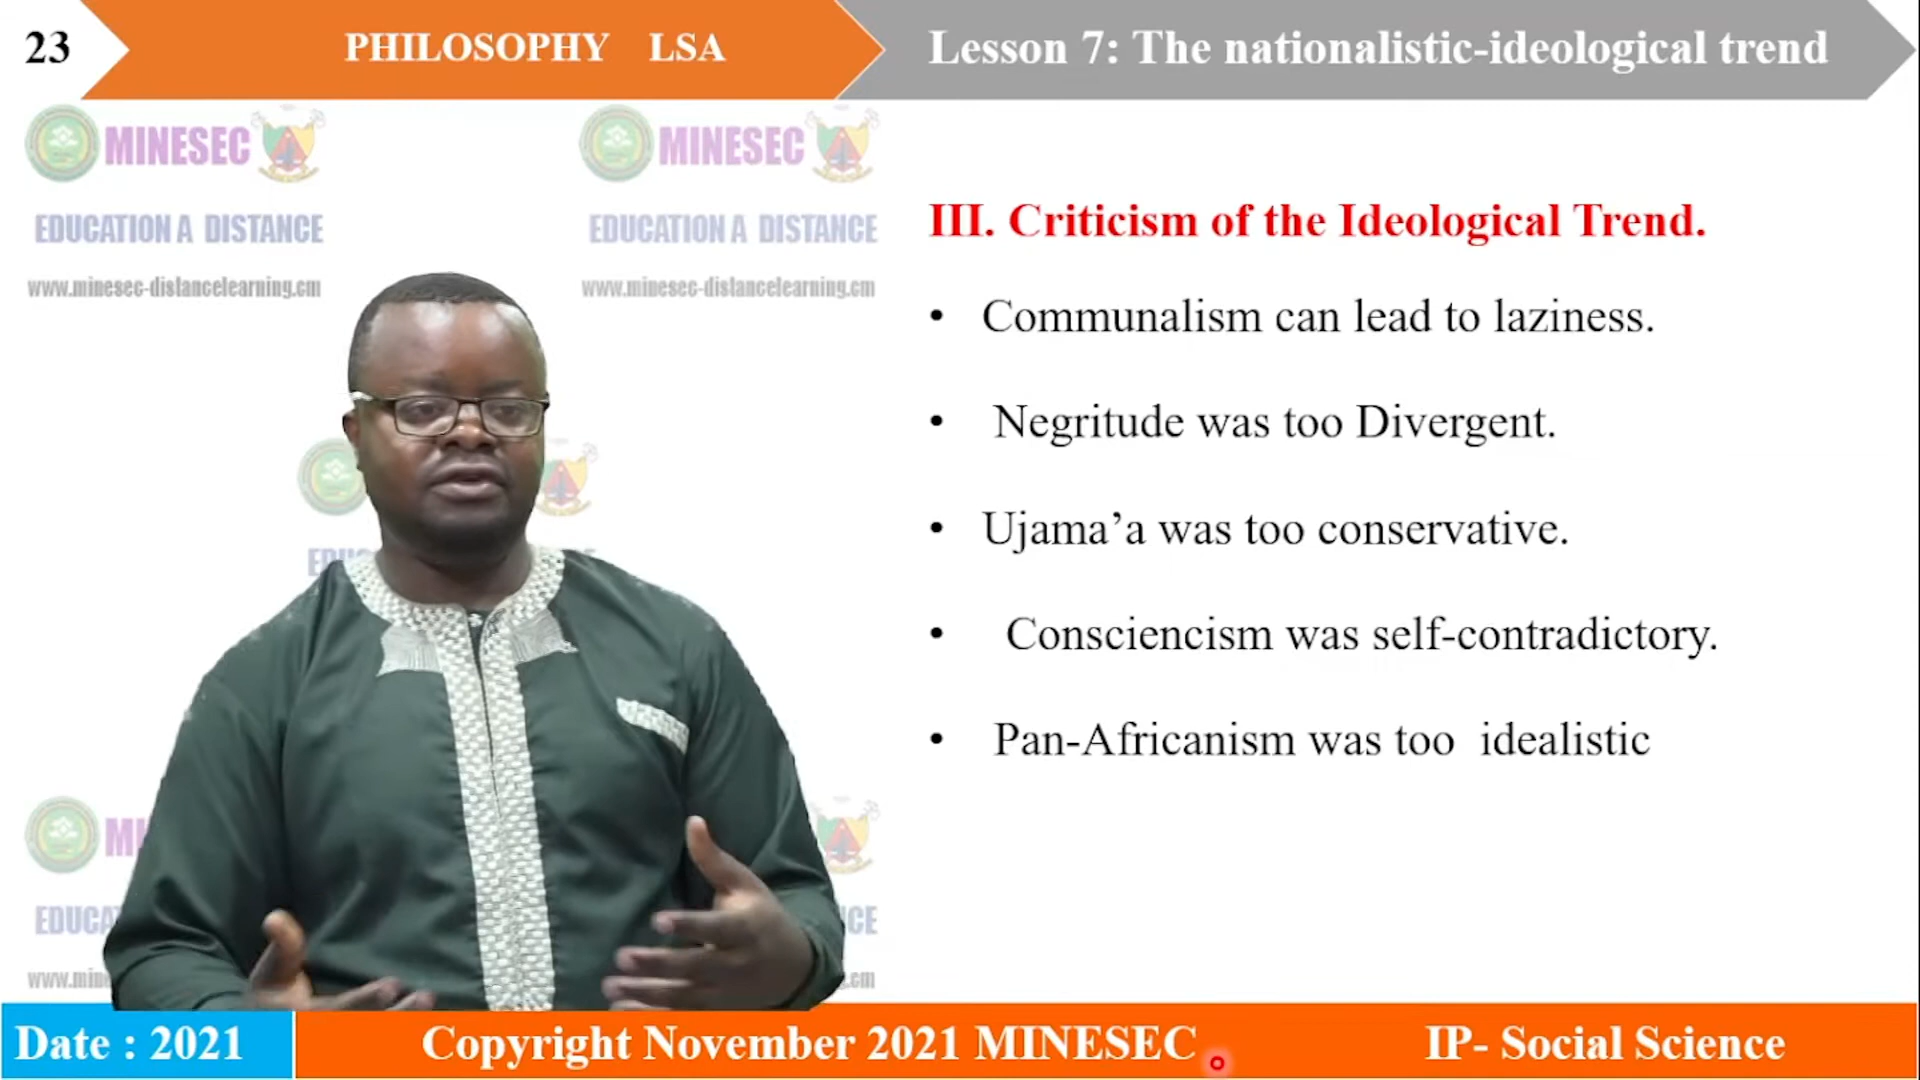 23
PHILOSOPHY LSA
Lesson 7: The nationalistic-ideological trend
MINESEC
EDUCATION A DISTANCE
www.minesec-distancelearning.cm
MINESEC
EDUCATION A DISTANCE
www.minesec-distancelearning.cm
III. Criticism of the Ideological Trend.
• Communalism can lead to laziness.
• Negritude was too Divergent.
• Ujama’a was too conservative.
• Consciencism was self-contradictory.
• Pan-Africanism was too idealistic
Date : 2021
Copyright November 2021 MINESEC
IP- Social Science